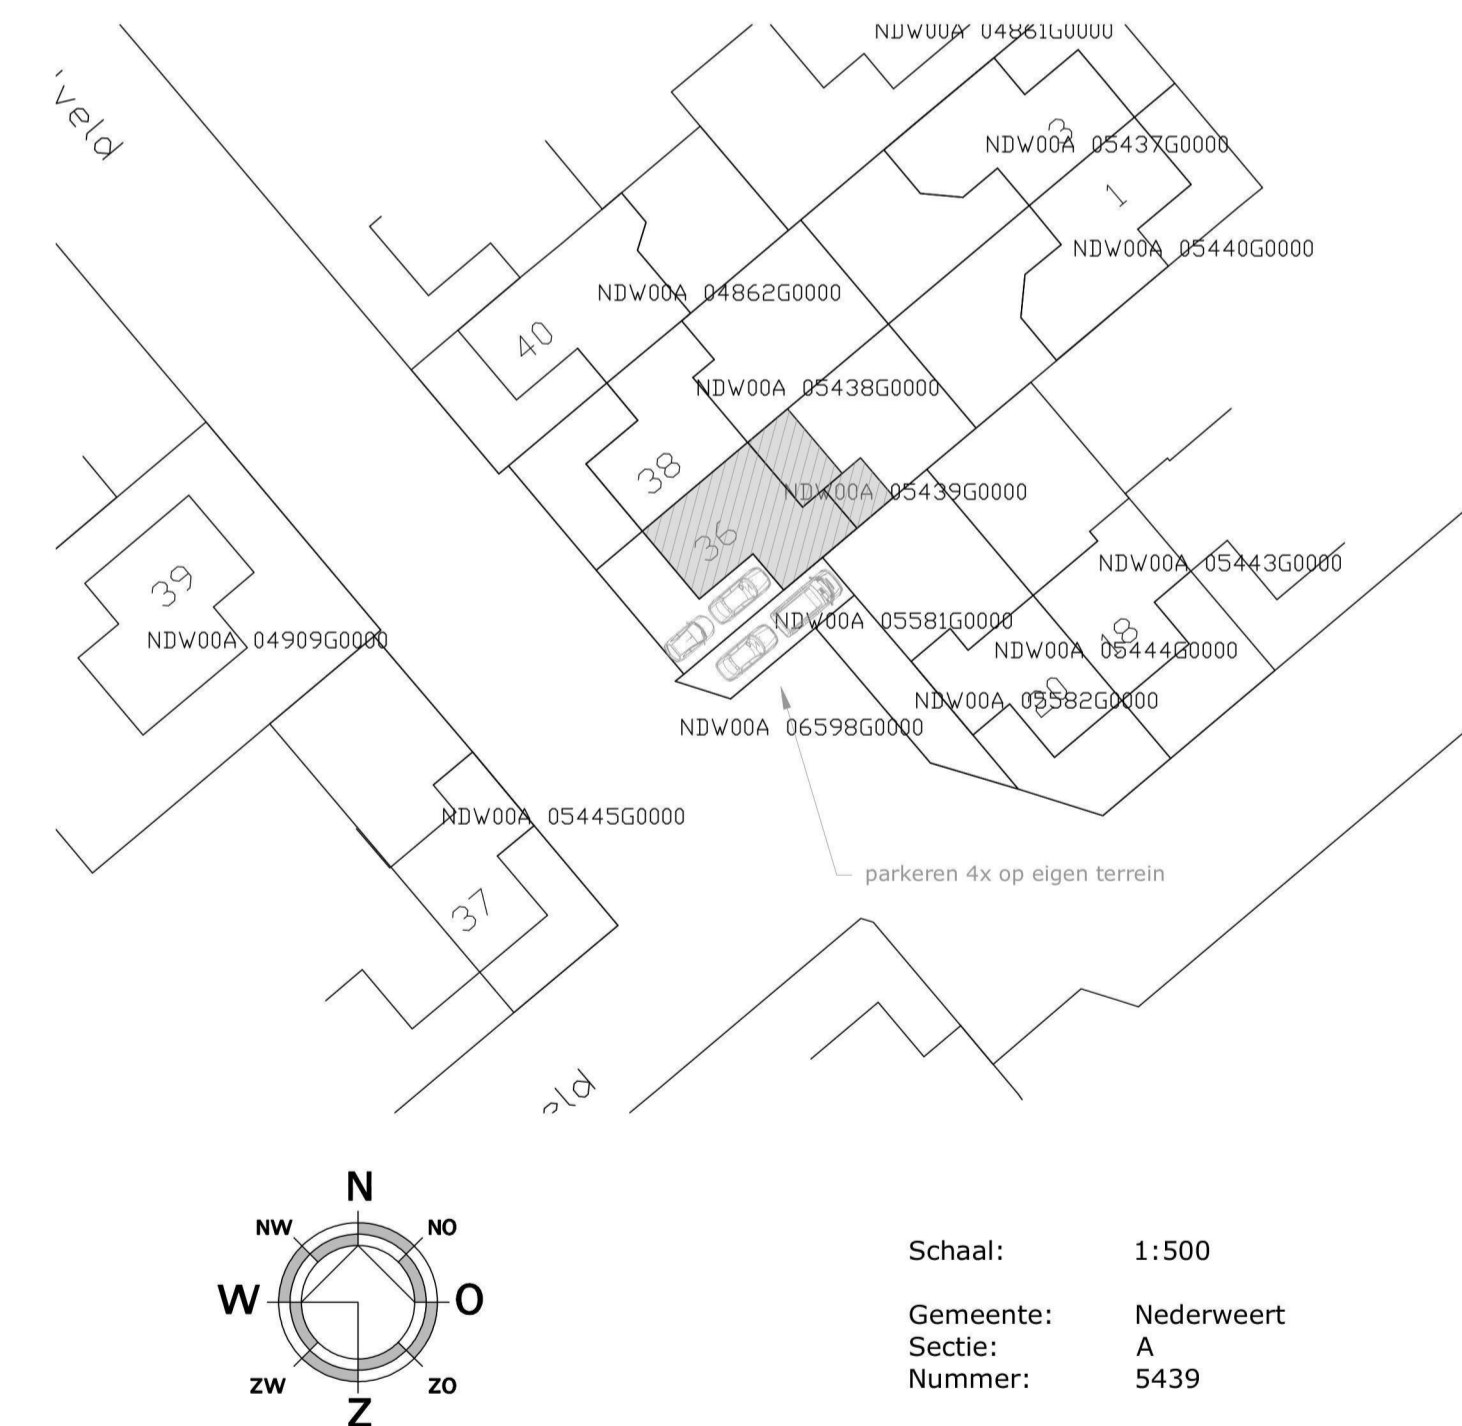 NDW00A 04861G0000
veld
3
NDW00A 05437G0000
1
NDW00A 05440G0000
NDW00A 04862G0000
40
NDW00A 05438G0000
38
NDW00A 05439G0000
36
NDW00A 05443G0000
39
NDW00A 04909G0000
NDW00A 05581G0000
18
NDW00A 05444G0000
20
NDW00A 05582G0000
NDW00A 06598G0000
NDW00A 05445G0000
parkeren 4x op eigen terrein
37
eld
N
NW NO
W O
ZW ZO
Z
Schaal: 1:500
Gemeente: Nederweert
Sectie: A
Nummer: 5439